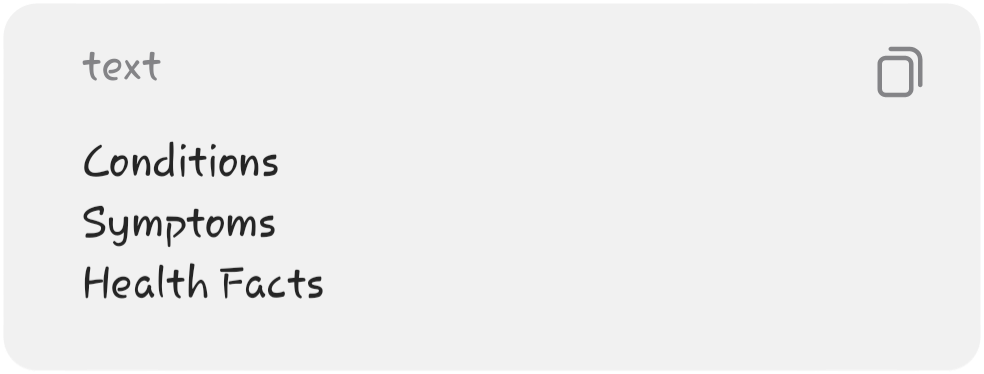 text
Conditions
Symptoms
Health Facts